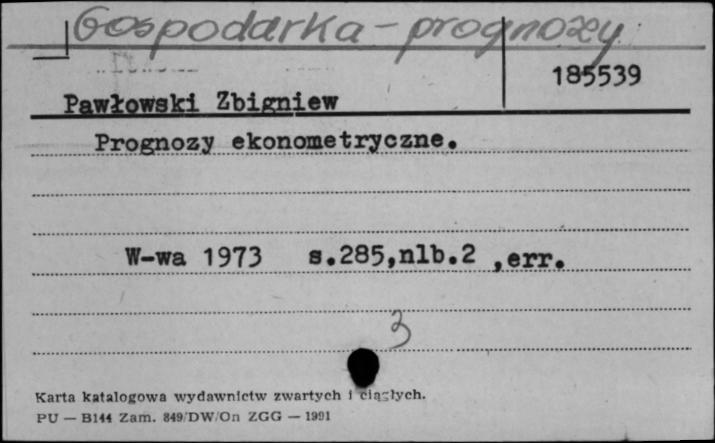 Gospodarka – prognozy
185539
Pawłowski Zbigniew
Prognozy ekonometryczne.
W-wa 1973 s.285,nlb.2 ,err.
3
Karta katalogowa wydawnictw zwartych i ciągłych.
PU — B144 Zam. 849/DW/On ZGG — 1991